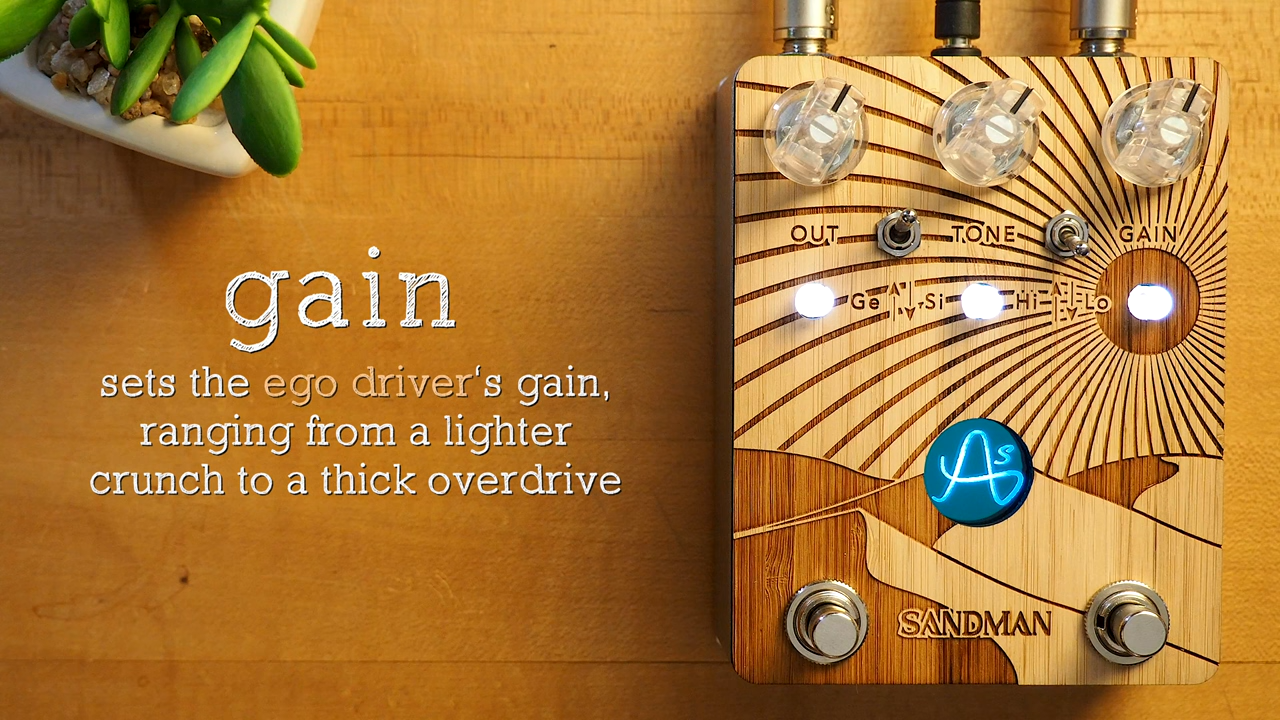 gain
sets the ego driver's gain,
ranging from a lighter
crunch to a thick overdrive
OUT TONE GAIN
Ge Si Hi Lo
As
SANDMAN